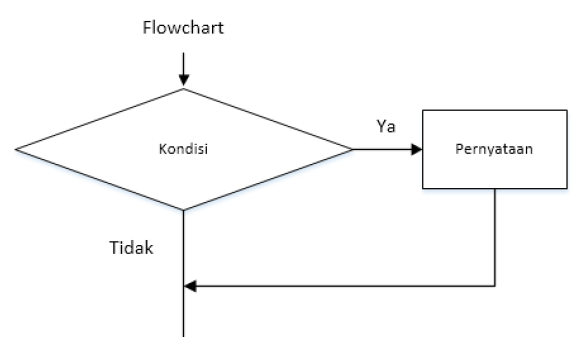 Flowchart
Ya
Kondisi
Pernyataan
Tidak